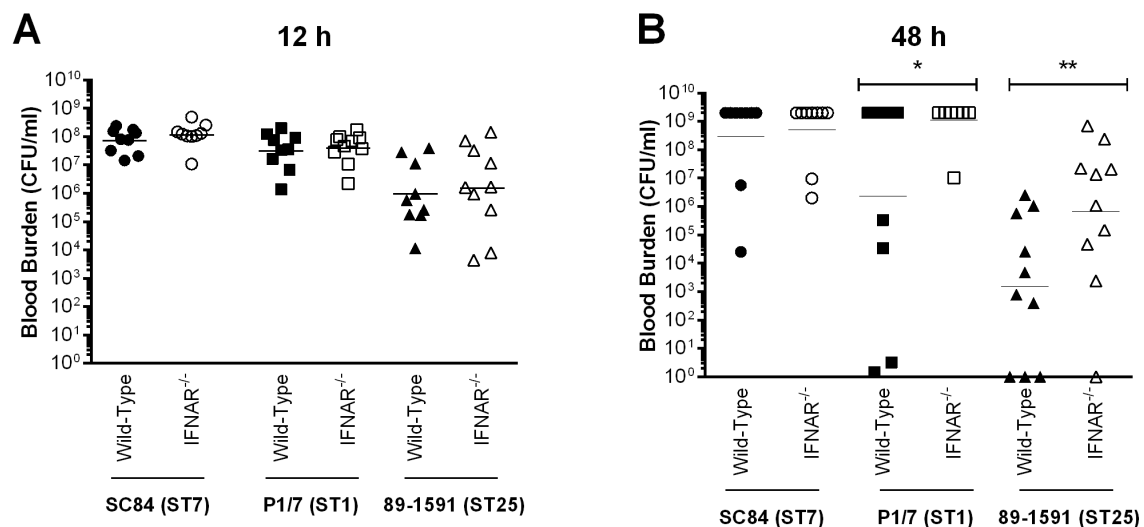 A
12 h
Blood Burden (CFU/ml)
10^10
10^9
10^8
10^7
10^6
10^5
10^4
10^3
10^2
10^1
10^0
Wild-Type
IFNAR^-/-
Wild-Type
IFNAR^-/-
Wild-Type
IFNAR^-/-
SC84 (ST7)
P1/7 (ST1)
89-1591 (ST25)
B
48 h
*
**
Blood Burden (CFU/ml)
10^10
10^9
10^8
10^7
10^6
10^5
10^4
10^3
10^2
10^1
10^0
Wild-Type
IFNAR^-/-
Wild-Type
IFNAR^-/-
Wild-Type
IFNAR^-/-
SC84 (ST7)
P1/7 (ST1)
89-1591 (ST25)